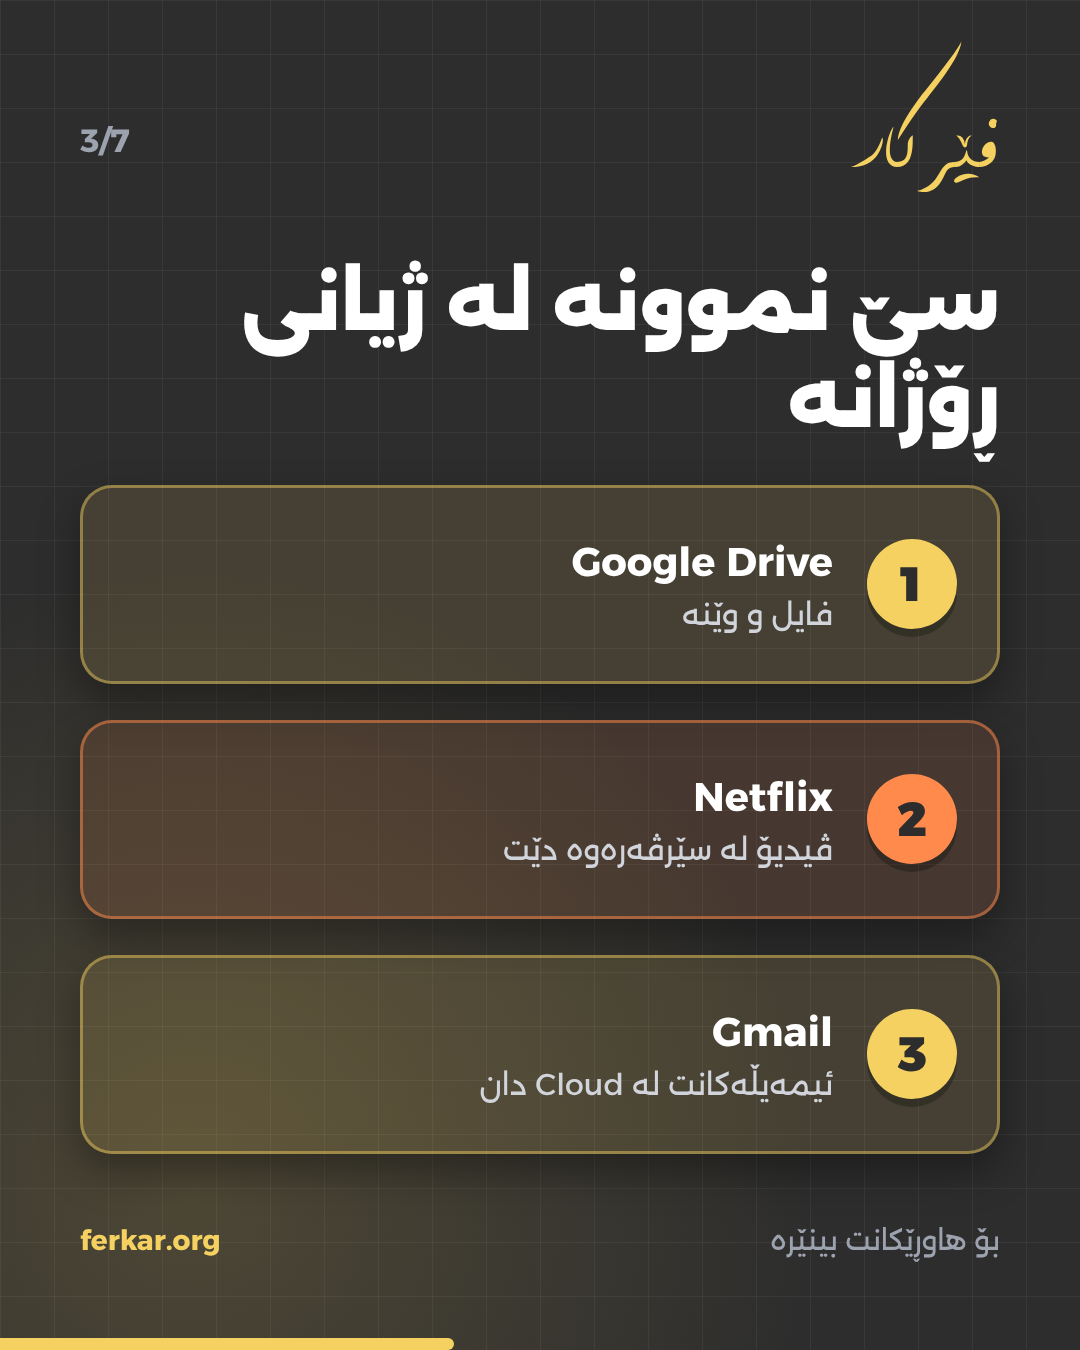 فێرکار
3/7
سێ نموونە لە ژیانی
ڕۆژانە
1
Google Drive
فایل و وێنە
2
Netflix
ڤیدیۆ لە سێرڤەرەوە دێت
3
Gmail
ئیمەیڵەکانت لە Cloud دان
بۆ هاوڕێکانت بینێرە
ferkar.org